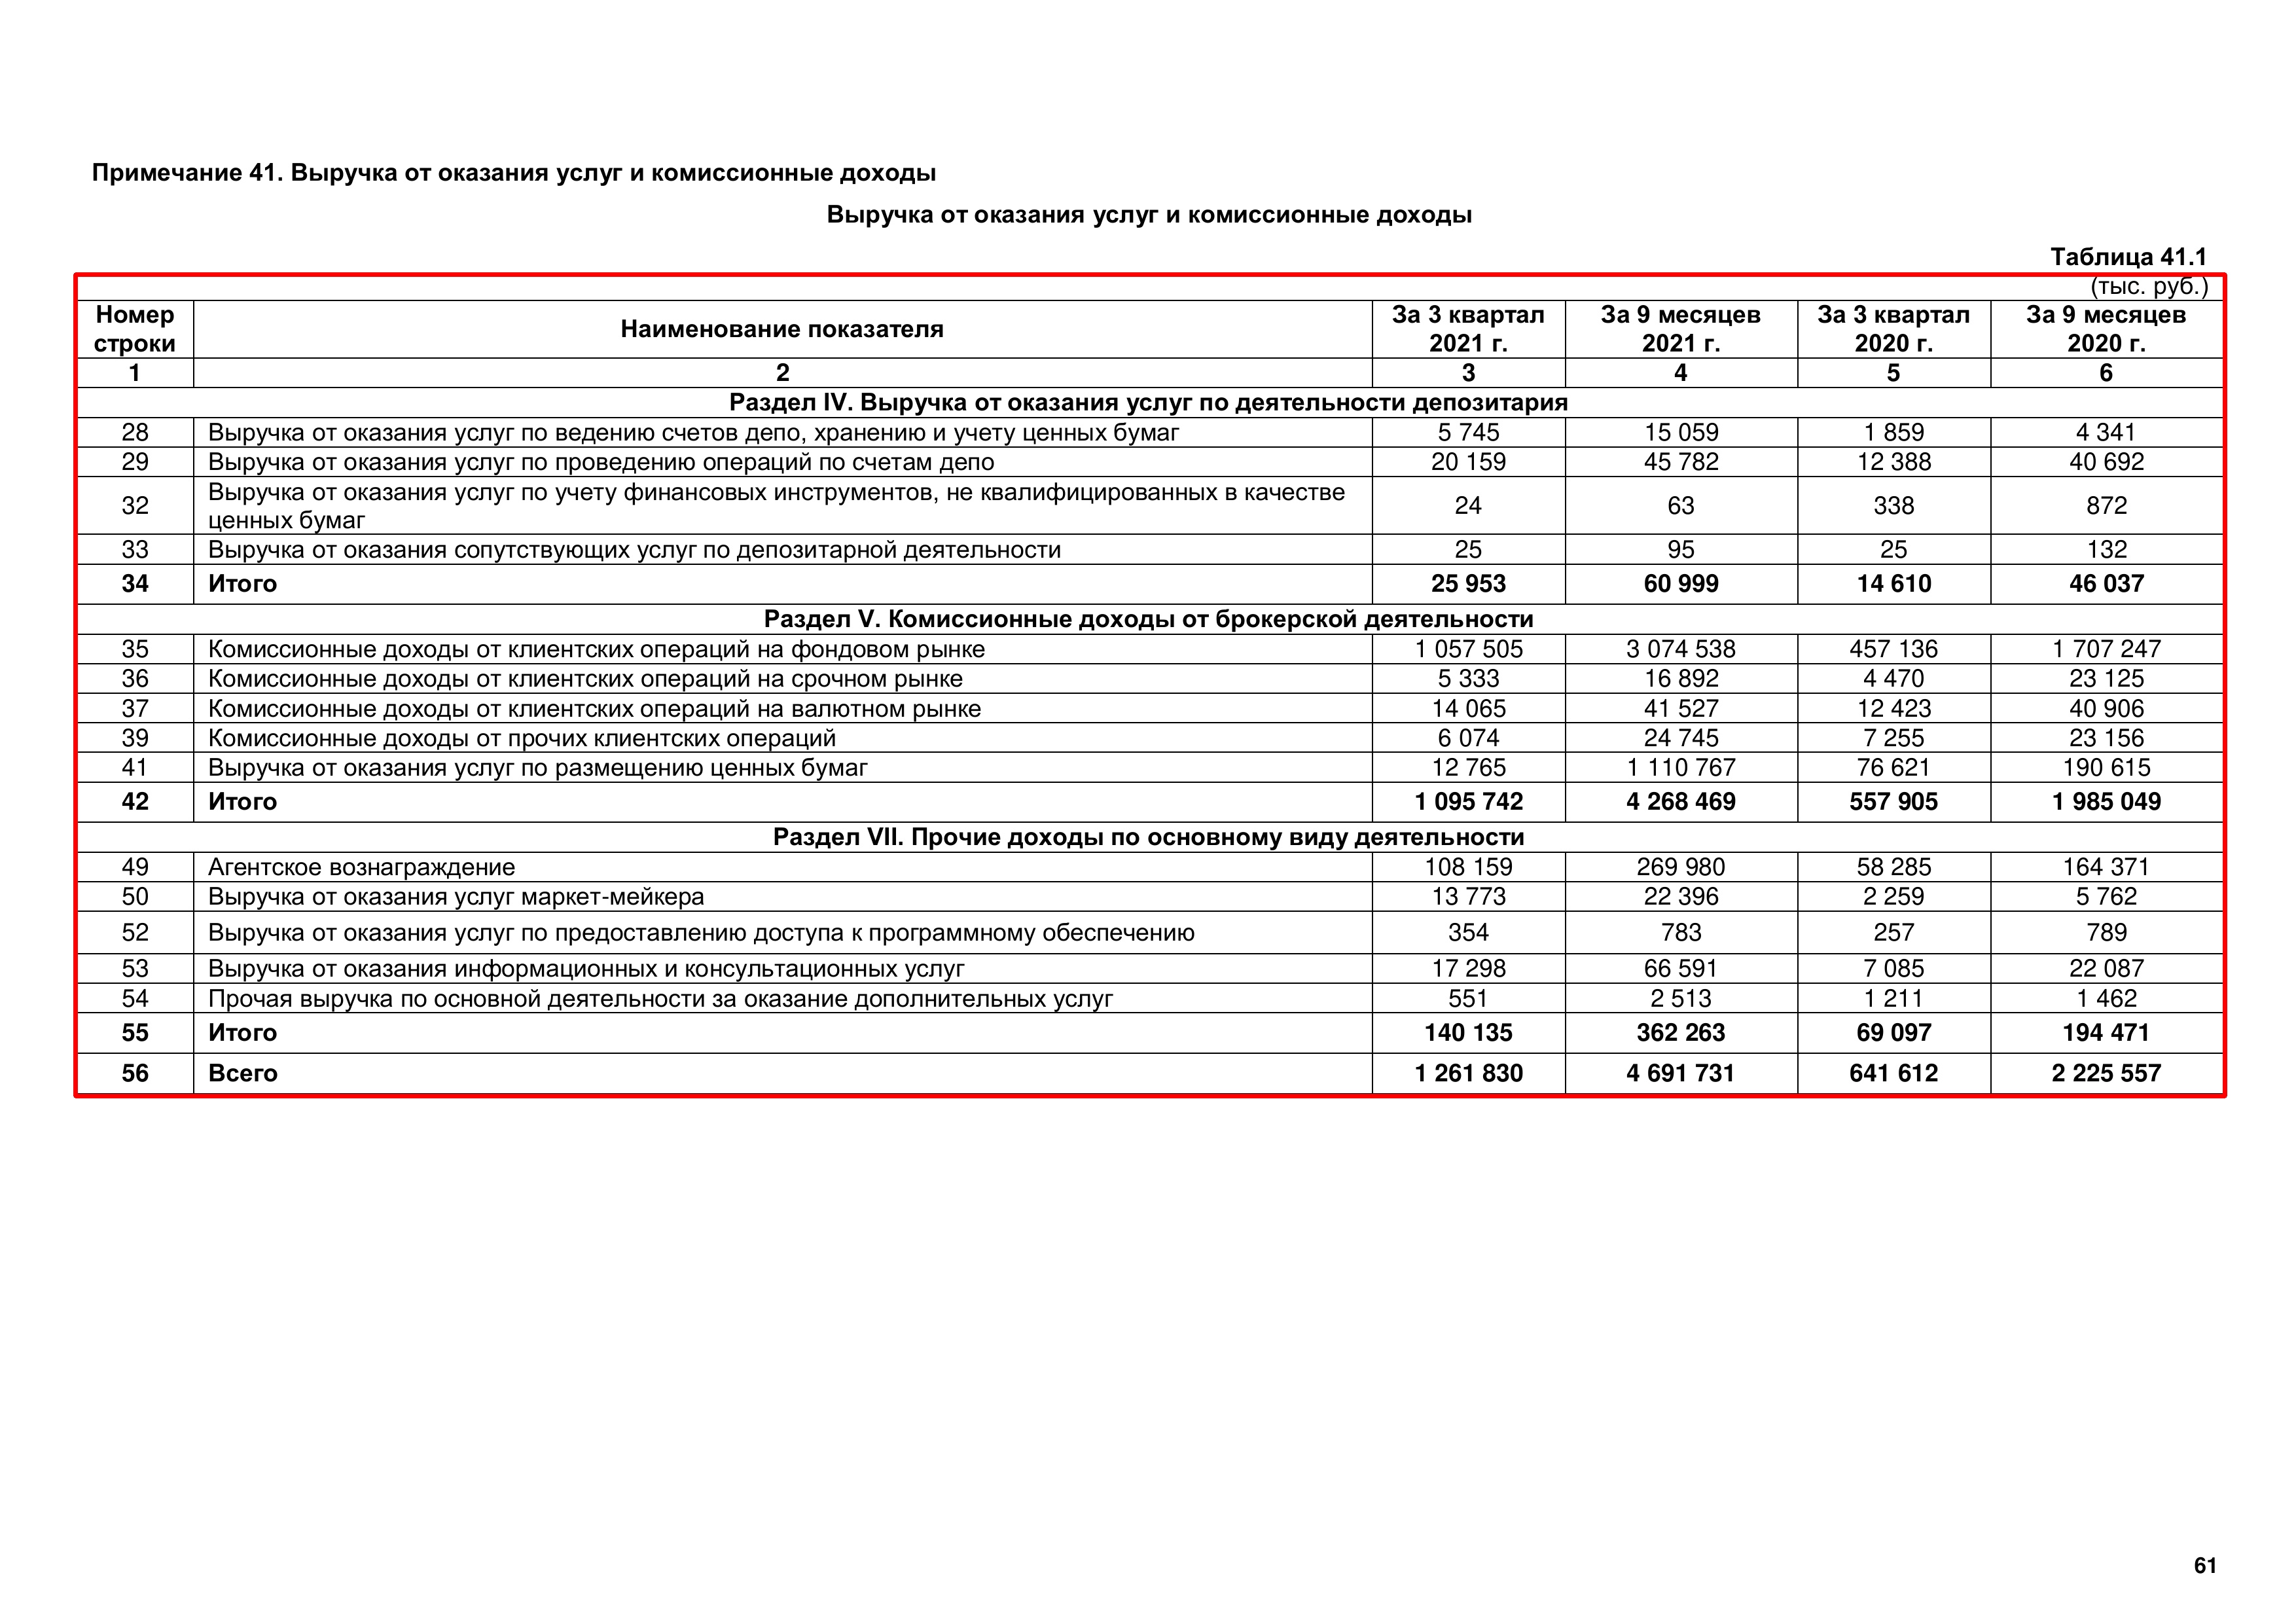 Примечание 41. Выручка от оказания услуг и комиссионные доходы
Выручка от оказания услуг и комиссионные доходы
Таблица 41.1
(тыс. руб.)
Номер строки Наименование показателя За 3 квартал 2021 г. За 9 месяцев 2021 г. За 3 квартал 2020 г. За 9 месяцев 2020 г.
1 2 3 4 5 6
Раздел IV. Выручка от оказания услуг по деятельности депозитария
28 Выручка от оказания услуг по ведению счетов депо, хранению и учету ценных бумаг 5 745 15 059 1 859 4 341
29 Выручка от оказания услуг по проведению операций по счетам депо 20 159 45 782 12 388 40 692
32 Выручка от оказания услуг по учету финансовых инструментов, не квалифицированных в качестве ценных бумаг 24 63 338 872
33 Выручка от оказания сопутствующих услуг по депозитарной деятельности 25 95 25 132
34 Итого 25 953 60 999 14 610 46 037
Раздел V. Комиссионные доходы от брокерской деятельности
35 Комиссионные доходы от клиентских операций на фондовом рынке 1 057 505 3 074 538 457 136 1 707 247
36 Комиссионные доходы от клиентских операций на срочном рынке 5 333 16 892 4 470 23 125
37 Комиссионные доходы от клиентских операций на валютном рынке 14 065 41 527 12 423 40 906
39 Комиссионные доходы от прочих клиентских операций 6 074 24 745 7 255 23 156
41 Выручка от оказания услуг по размещению ценных бумаг 12 765 1 110 767 76 621 190 615
42 Итого 1 095 742 4 268 469 557 905 1 985 049
Раздел VII. Прочие доходы по основному виду деятельности
49 Агентское вознаграждение 108 159 269 980 58 285 164 371
50 Выручка от оказания услуг маркет-мейкера 13 773 22 396 2 259 5 762
52 Выручка от оказания услуг по предоставлению доступа к программному обеспечению 354 783 257 789
53 Выручка от оказания информационных и консультационных услуг 17 298 66 591 7 085 22 087
54 Прочая выручка по основной деятельности за оказание дополнительных услуг 551 2 513 1 211 1 462
55 Итого 140 135 362 263 69 097 194 471
56 Всего 1 261 830 4 691 731 641 612 2 225 557
61